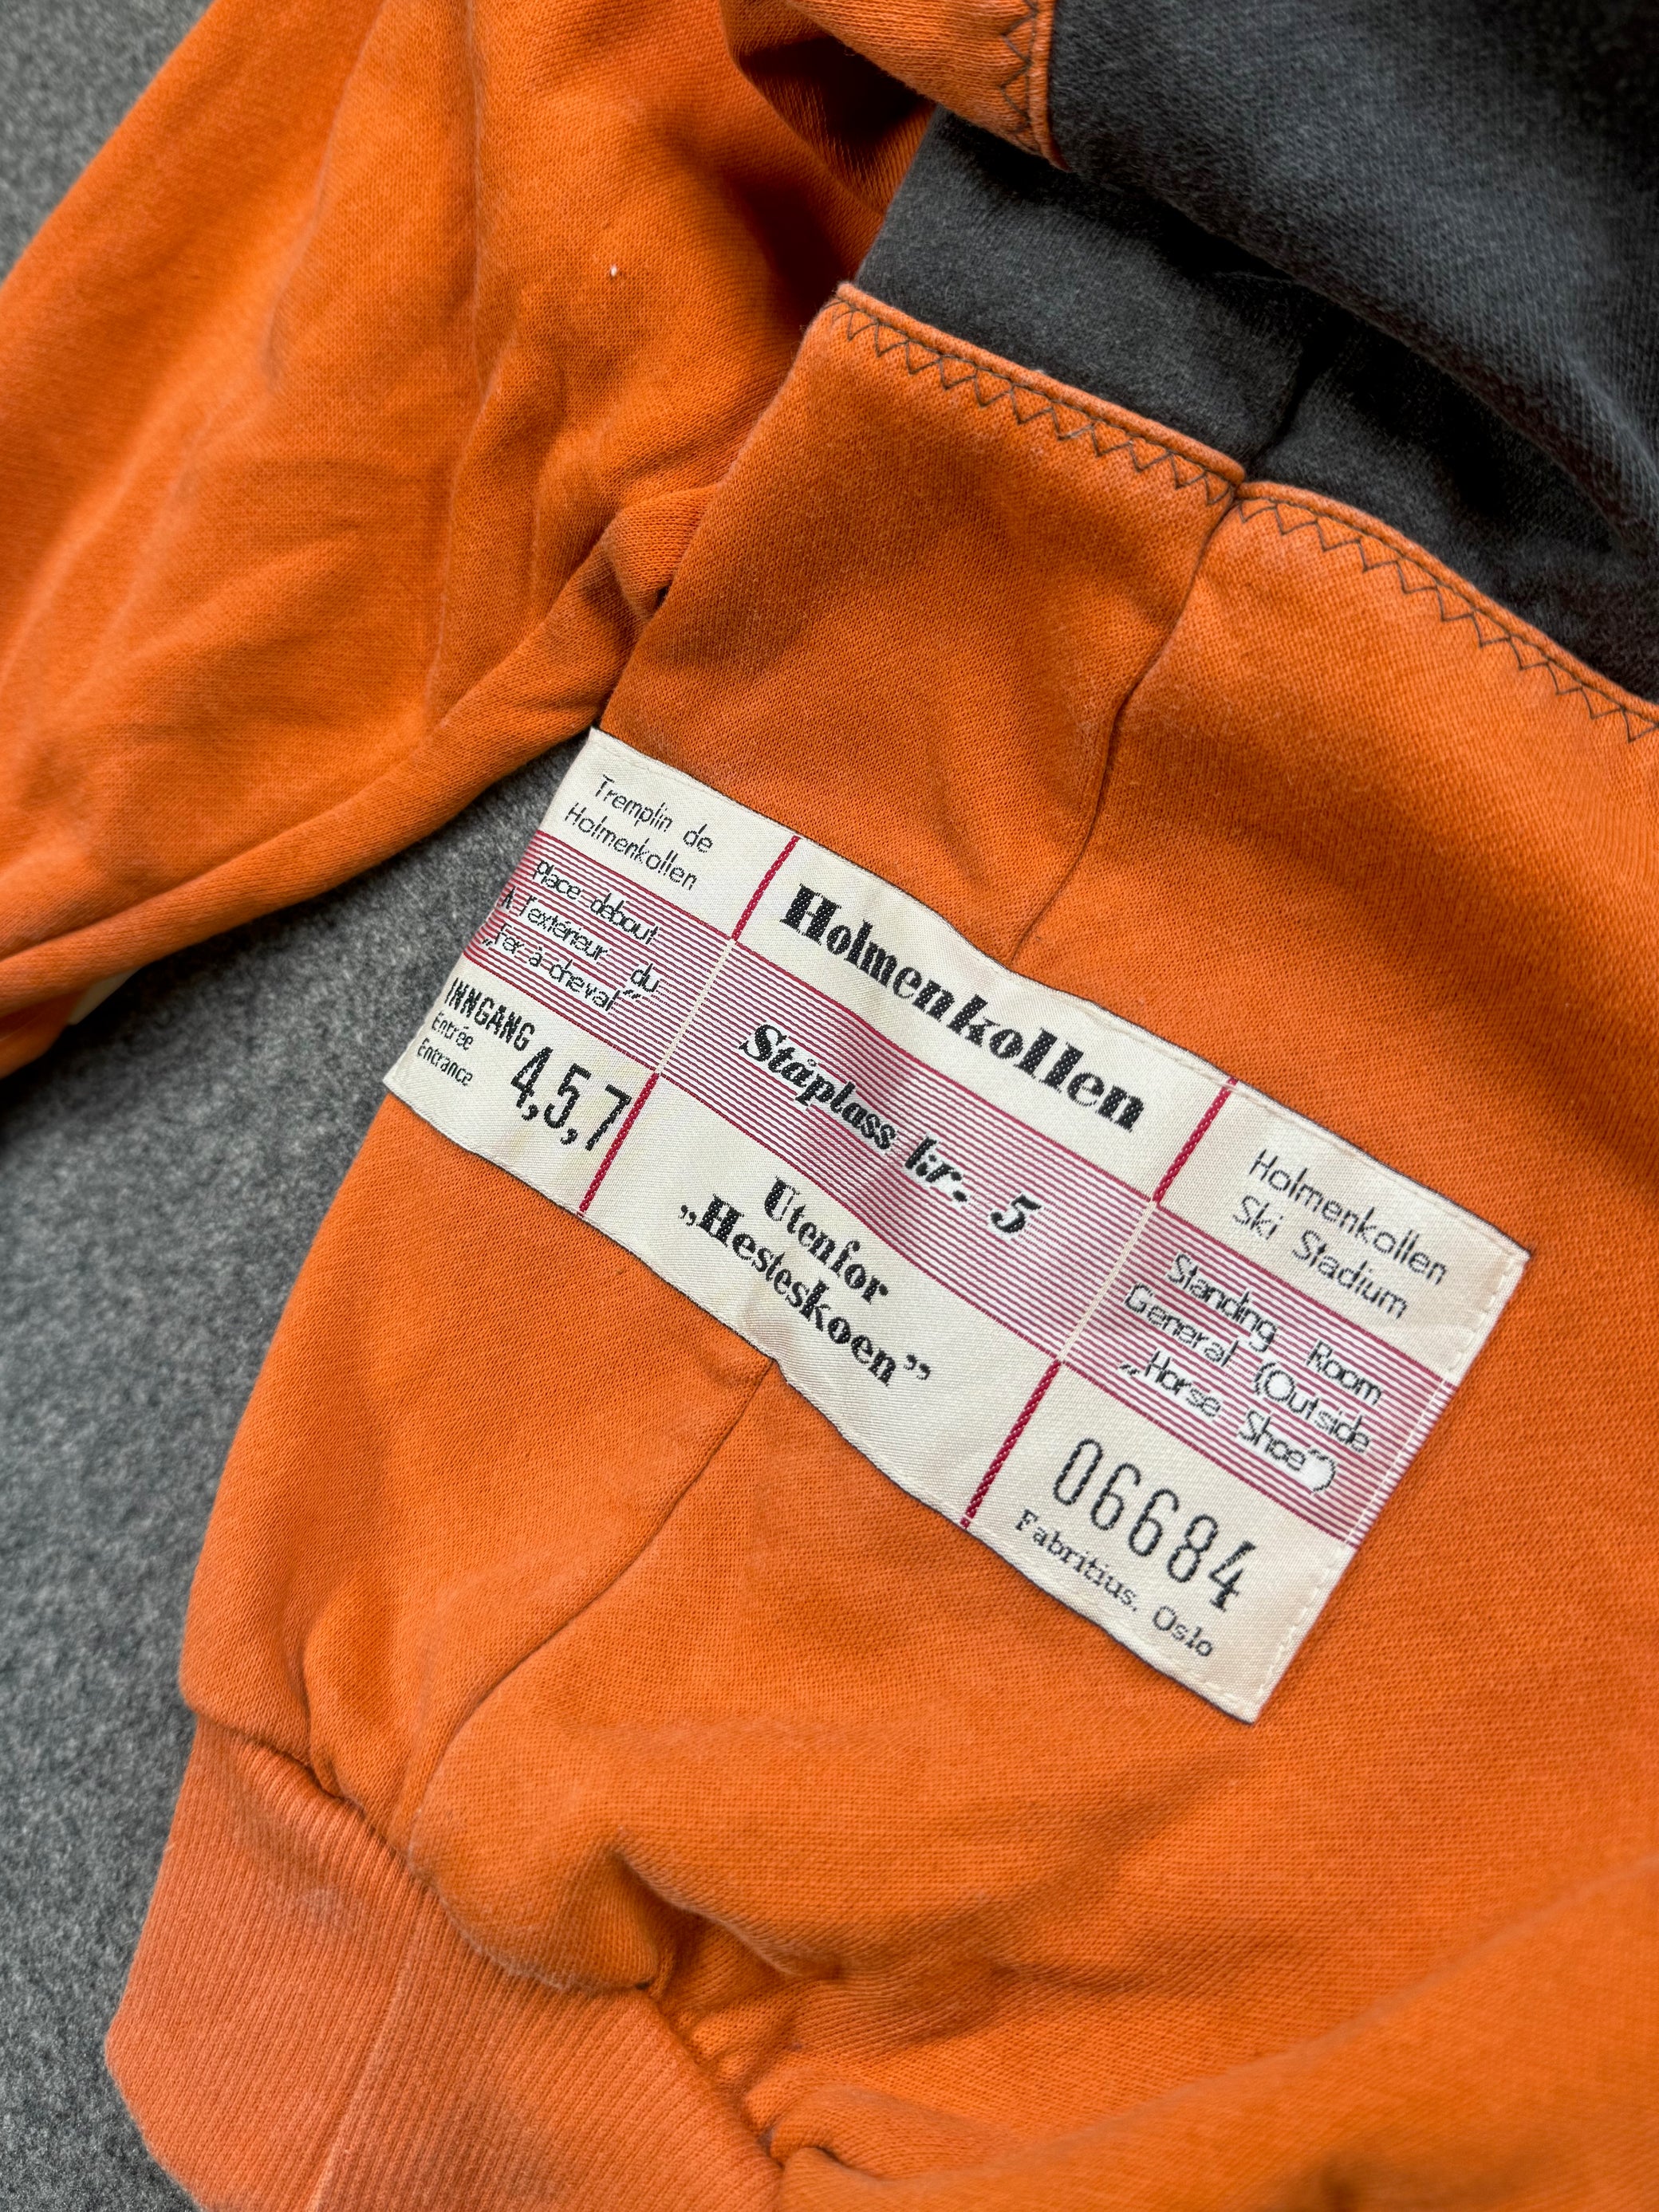 Tremplin de
Holmenkollen
Place debout
A l'extérieur du
„Fer-à-cheval”
INNGANG
Entrée
Entrance
4,5,7
Holmenkollen
Ståplass kr. 5
Utenfor
„Hesteskoen”
Holmenkollen
Ski Stadium
Standing Room
General (Outside
„Horse Shoe”)
06684
Fabritius. Oslo